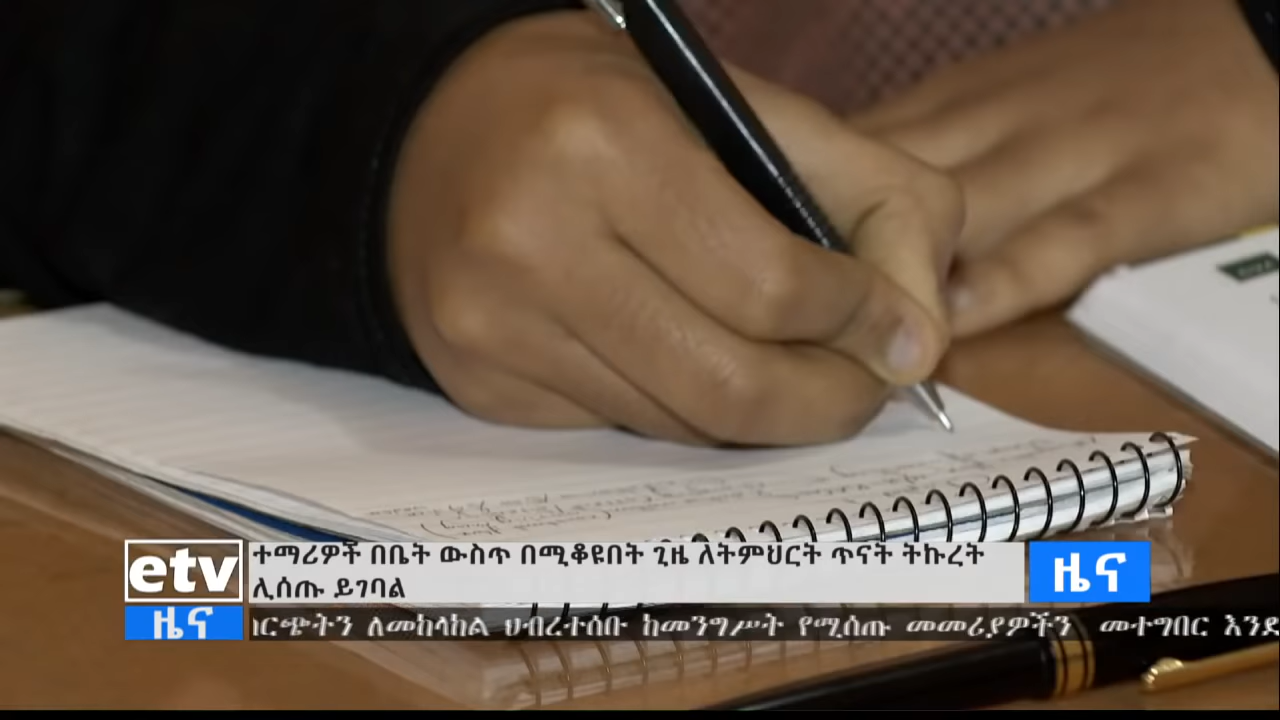 etv
ተማሪዎች በቤት ውስጥ በሚቆዩበት ጊዜ ለትምህርት ጥናት ትኩረት
ሊሰጡ ይገባል
ዜና
ዜና
ለመከላከል ህብረተሰቡ ከመንግሥት የሚሰጡ መመሪያዎችን መተግበር እንደ